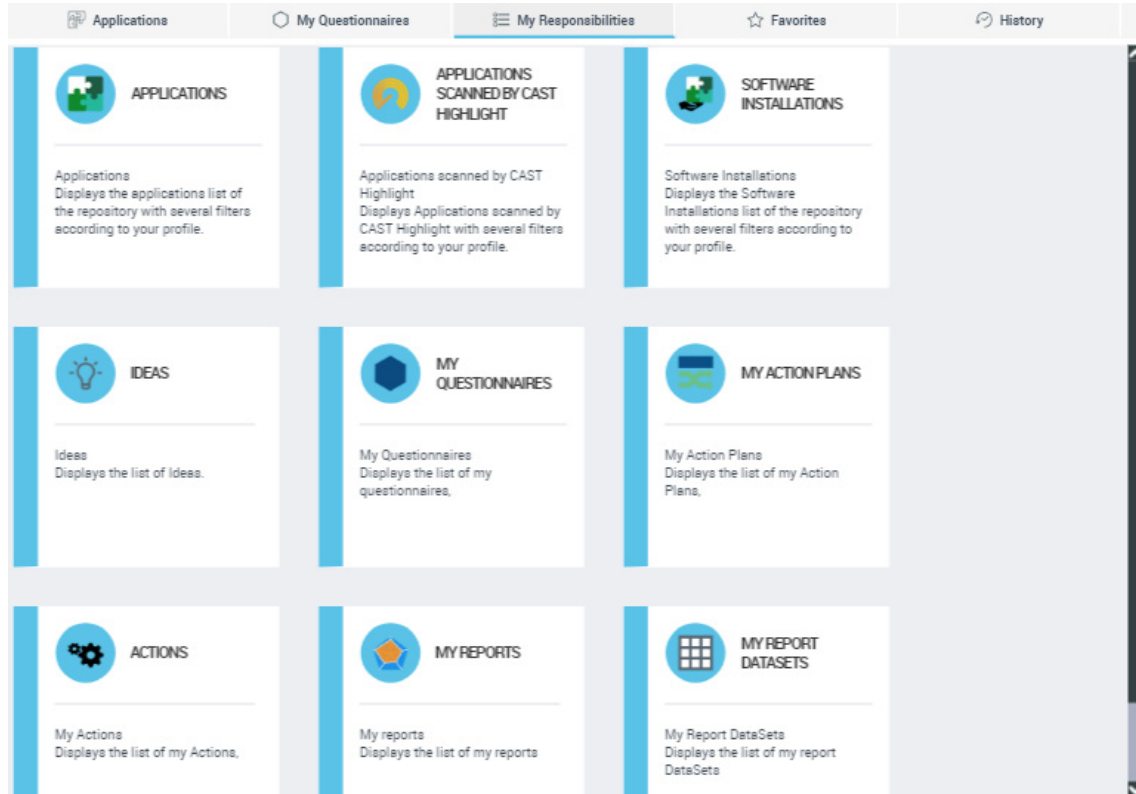 Applications
My Questionnaires
My Responsibilities
Favorites
History
APPLICATIONS
Applications
Displays the applications list of
the repository with several filters
according to your profile.
APPLICATIONS
SCANNED BY CAST
HIGHLIGHT
Applications scanned by CAST
Highlight
Displays Applications scanned by
CAST Highlight with several filters
according to your profile.
SOFTWARE
INSTALLATIONS
Software Installations
Displays the Software
Installations list of the repository
with several filters according to
your profile.
IDEAS
Ideas
Displays the list of Ideas.
MY
QUESTIONNAIRES
My Questionnaires
Displays the list of my
questionnaires,
MY ACTION PLANS
My Action Plans
Displays the list of my Action
Plans,
ACTIONS
My Actions
Displays the list of my Actions,
MY REPORTS
My reports
Displays the list of my reports
MY REPORT
DATASETS
My Report DataSets
Displays the list of my report
DataSets